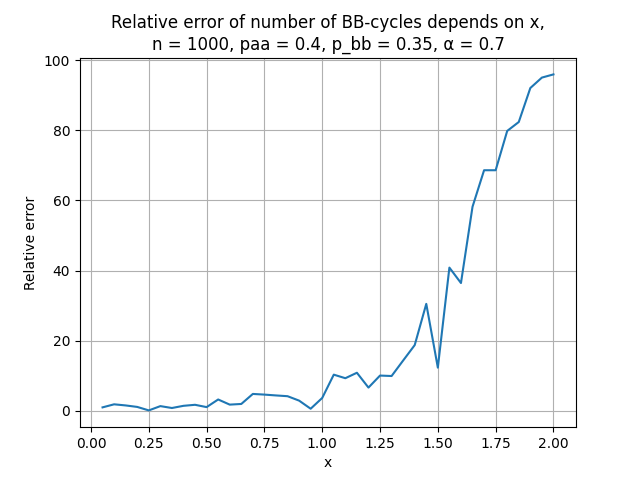 Relative error of number of BB-cycles depends on x,
n = 1000, paa = 0.4, p_bb = 0.35, α = 0.7
100
80
60
40
20
0
Relative error
0.00 0.25 0.50 0.75 1.00 1.25 1.50 1.75 2.00
x